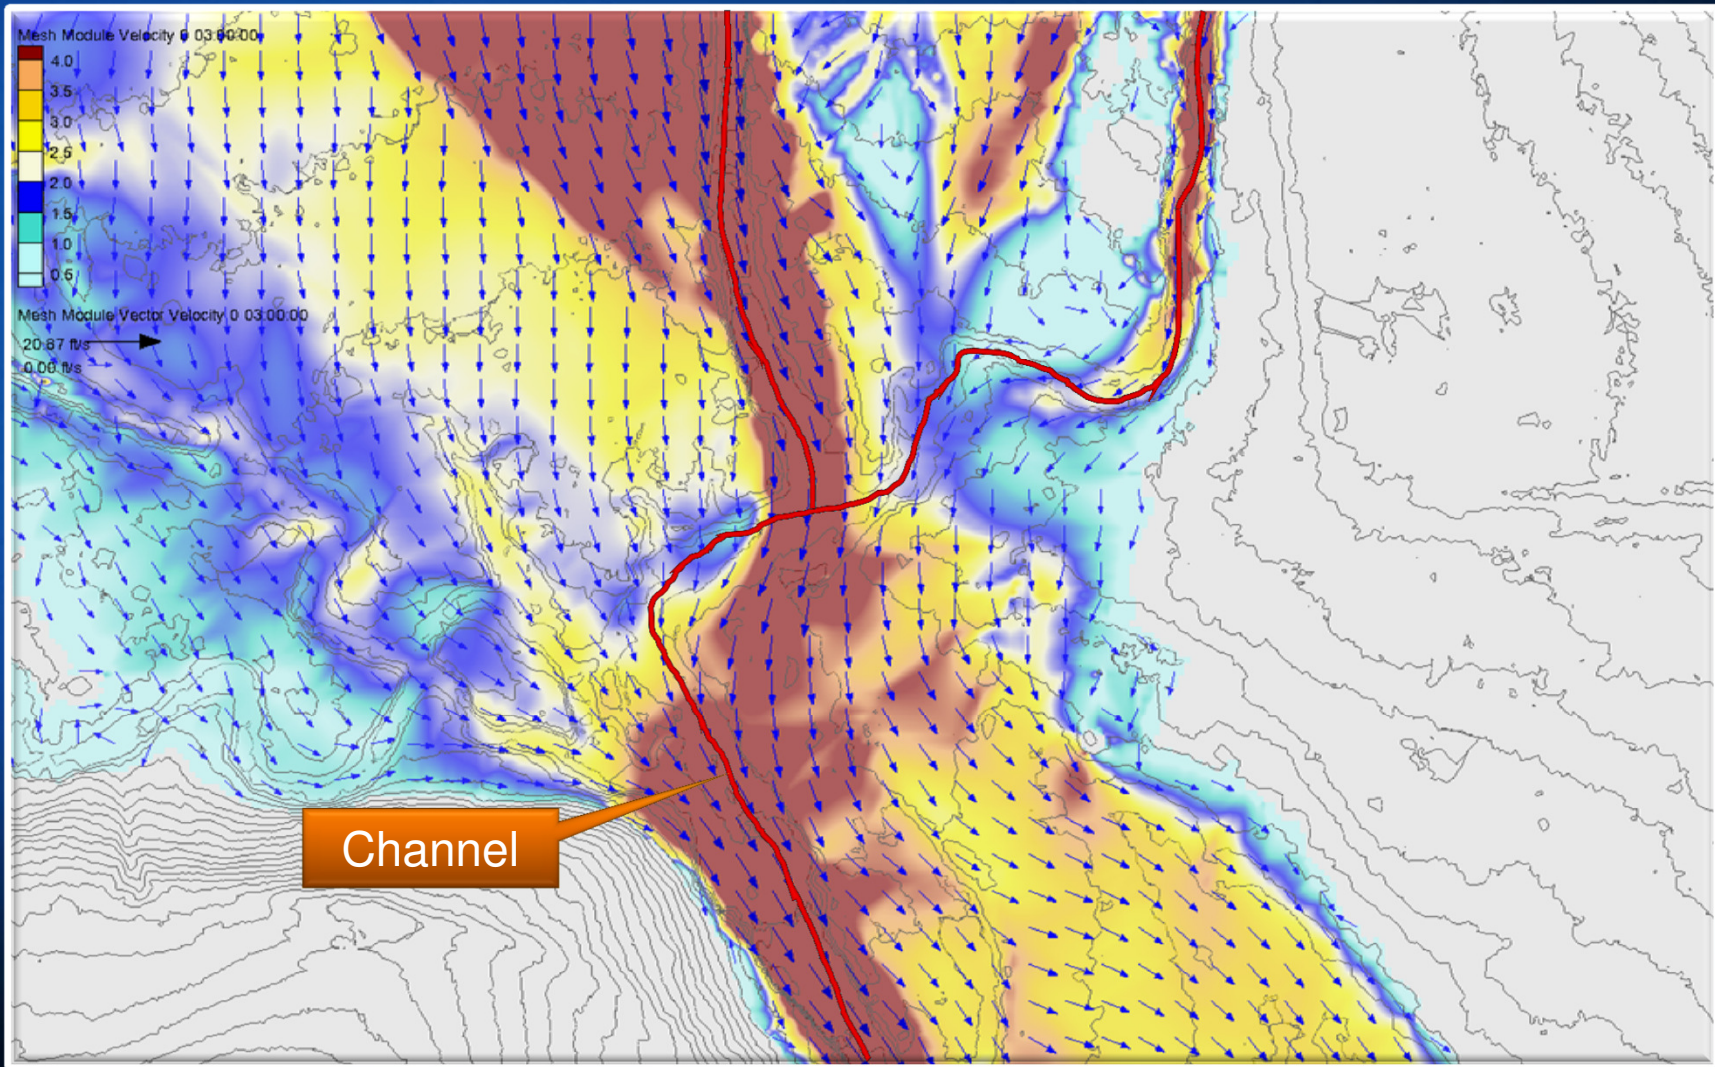 Mesh Module Velocity 0 03:00:00
4.0
3.5
3.0
2.5
2.0
1.5
1.0
0.5
Mesh Module Vector Velocity 0 03:00:00
20.87 ft/s
0.00 ft/s
Channel